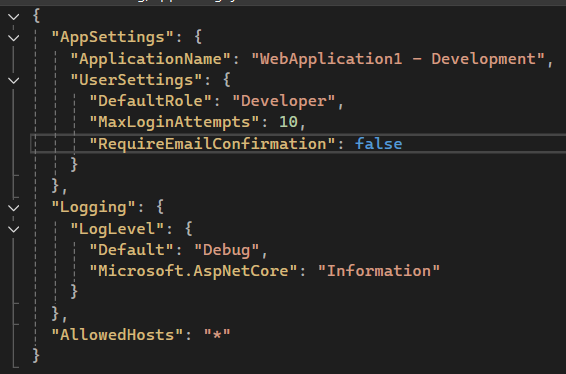 {
  "AppSettings": {
    "ApplicationName": "WebApplication1 - Development",
    "UserSettings": {
      "DefaultRole": "Developer",
      "MaxLoginAttempts": 10,
      "RequireEmailConfirmation": false
    }
  },
  "Logging": {
    "LogLevel": {
      "Default": "Debug",
      "Microsoft.AspNetCore": "Information"
    }
  },
  "AllowedHosts": "*"
}